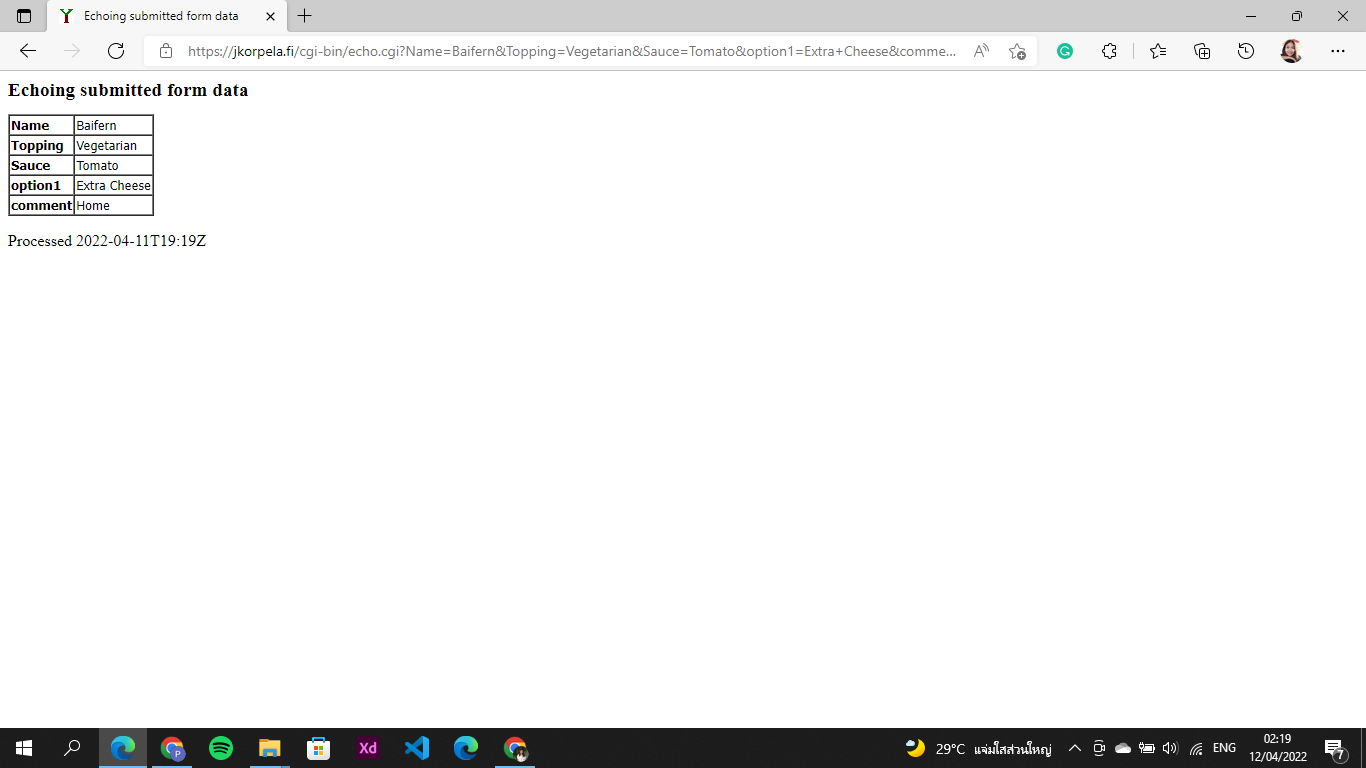 Echoing submitted form data
https://jkorpela.fi/cgi-bin/echo.cgi?Name=Baifern&Topping=Vegetarian&Sauce=Tomato&option1=Extra+Cheese&comme...
Echoing submitted form data
Name Baifern
Topping Vegetarian
Sauce Tomato
option1 Extra Cheese
comment Home
Processed 2022-04-11T19:19Z
P
Xd
29°C แจ่มใสส่วนใหญ่
ENG
02:19
12/04/2022
7